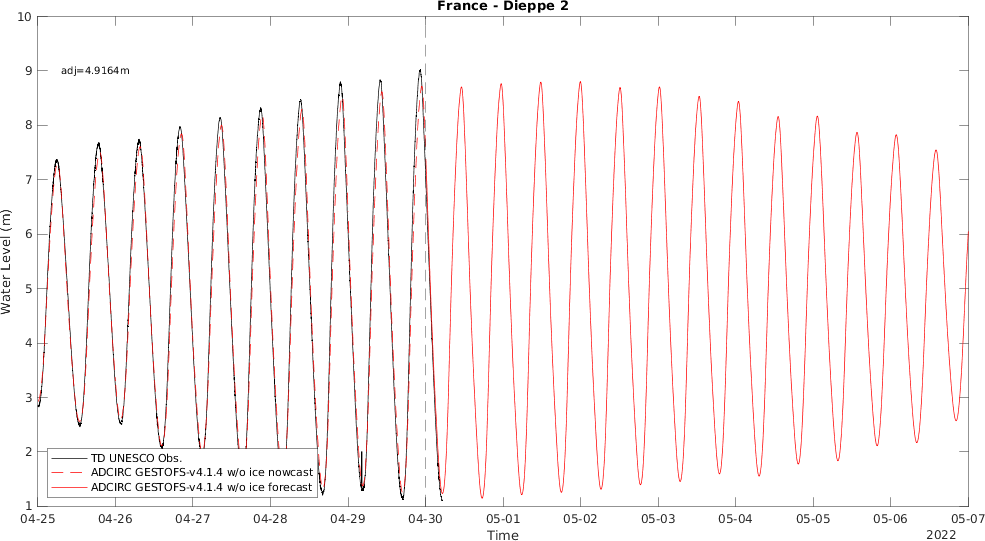 France - Dieppe 2
adj=4.9164m
Water Level (m)
10
9
8
7
6
5
4
3
2
1
TD UNESCO Obs.
ADCIRC GESTOFS-v4.1.4 w/o ice nowcast
ADCIRC GESTOFS-v4.1.4 w/o ice forecast
04-25 04-26 04-27 04-28 04-29 04-30 05-01 05-02 05-03 05-04 05-05 05-06 05-07
Time
2022